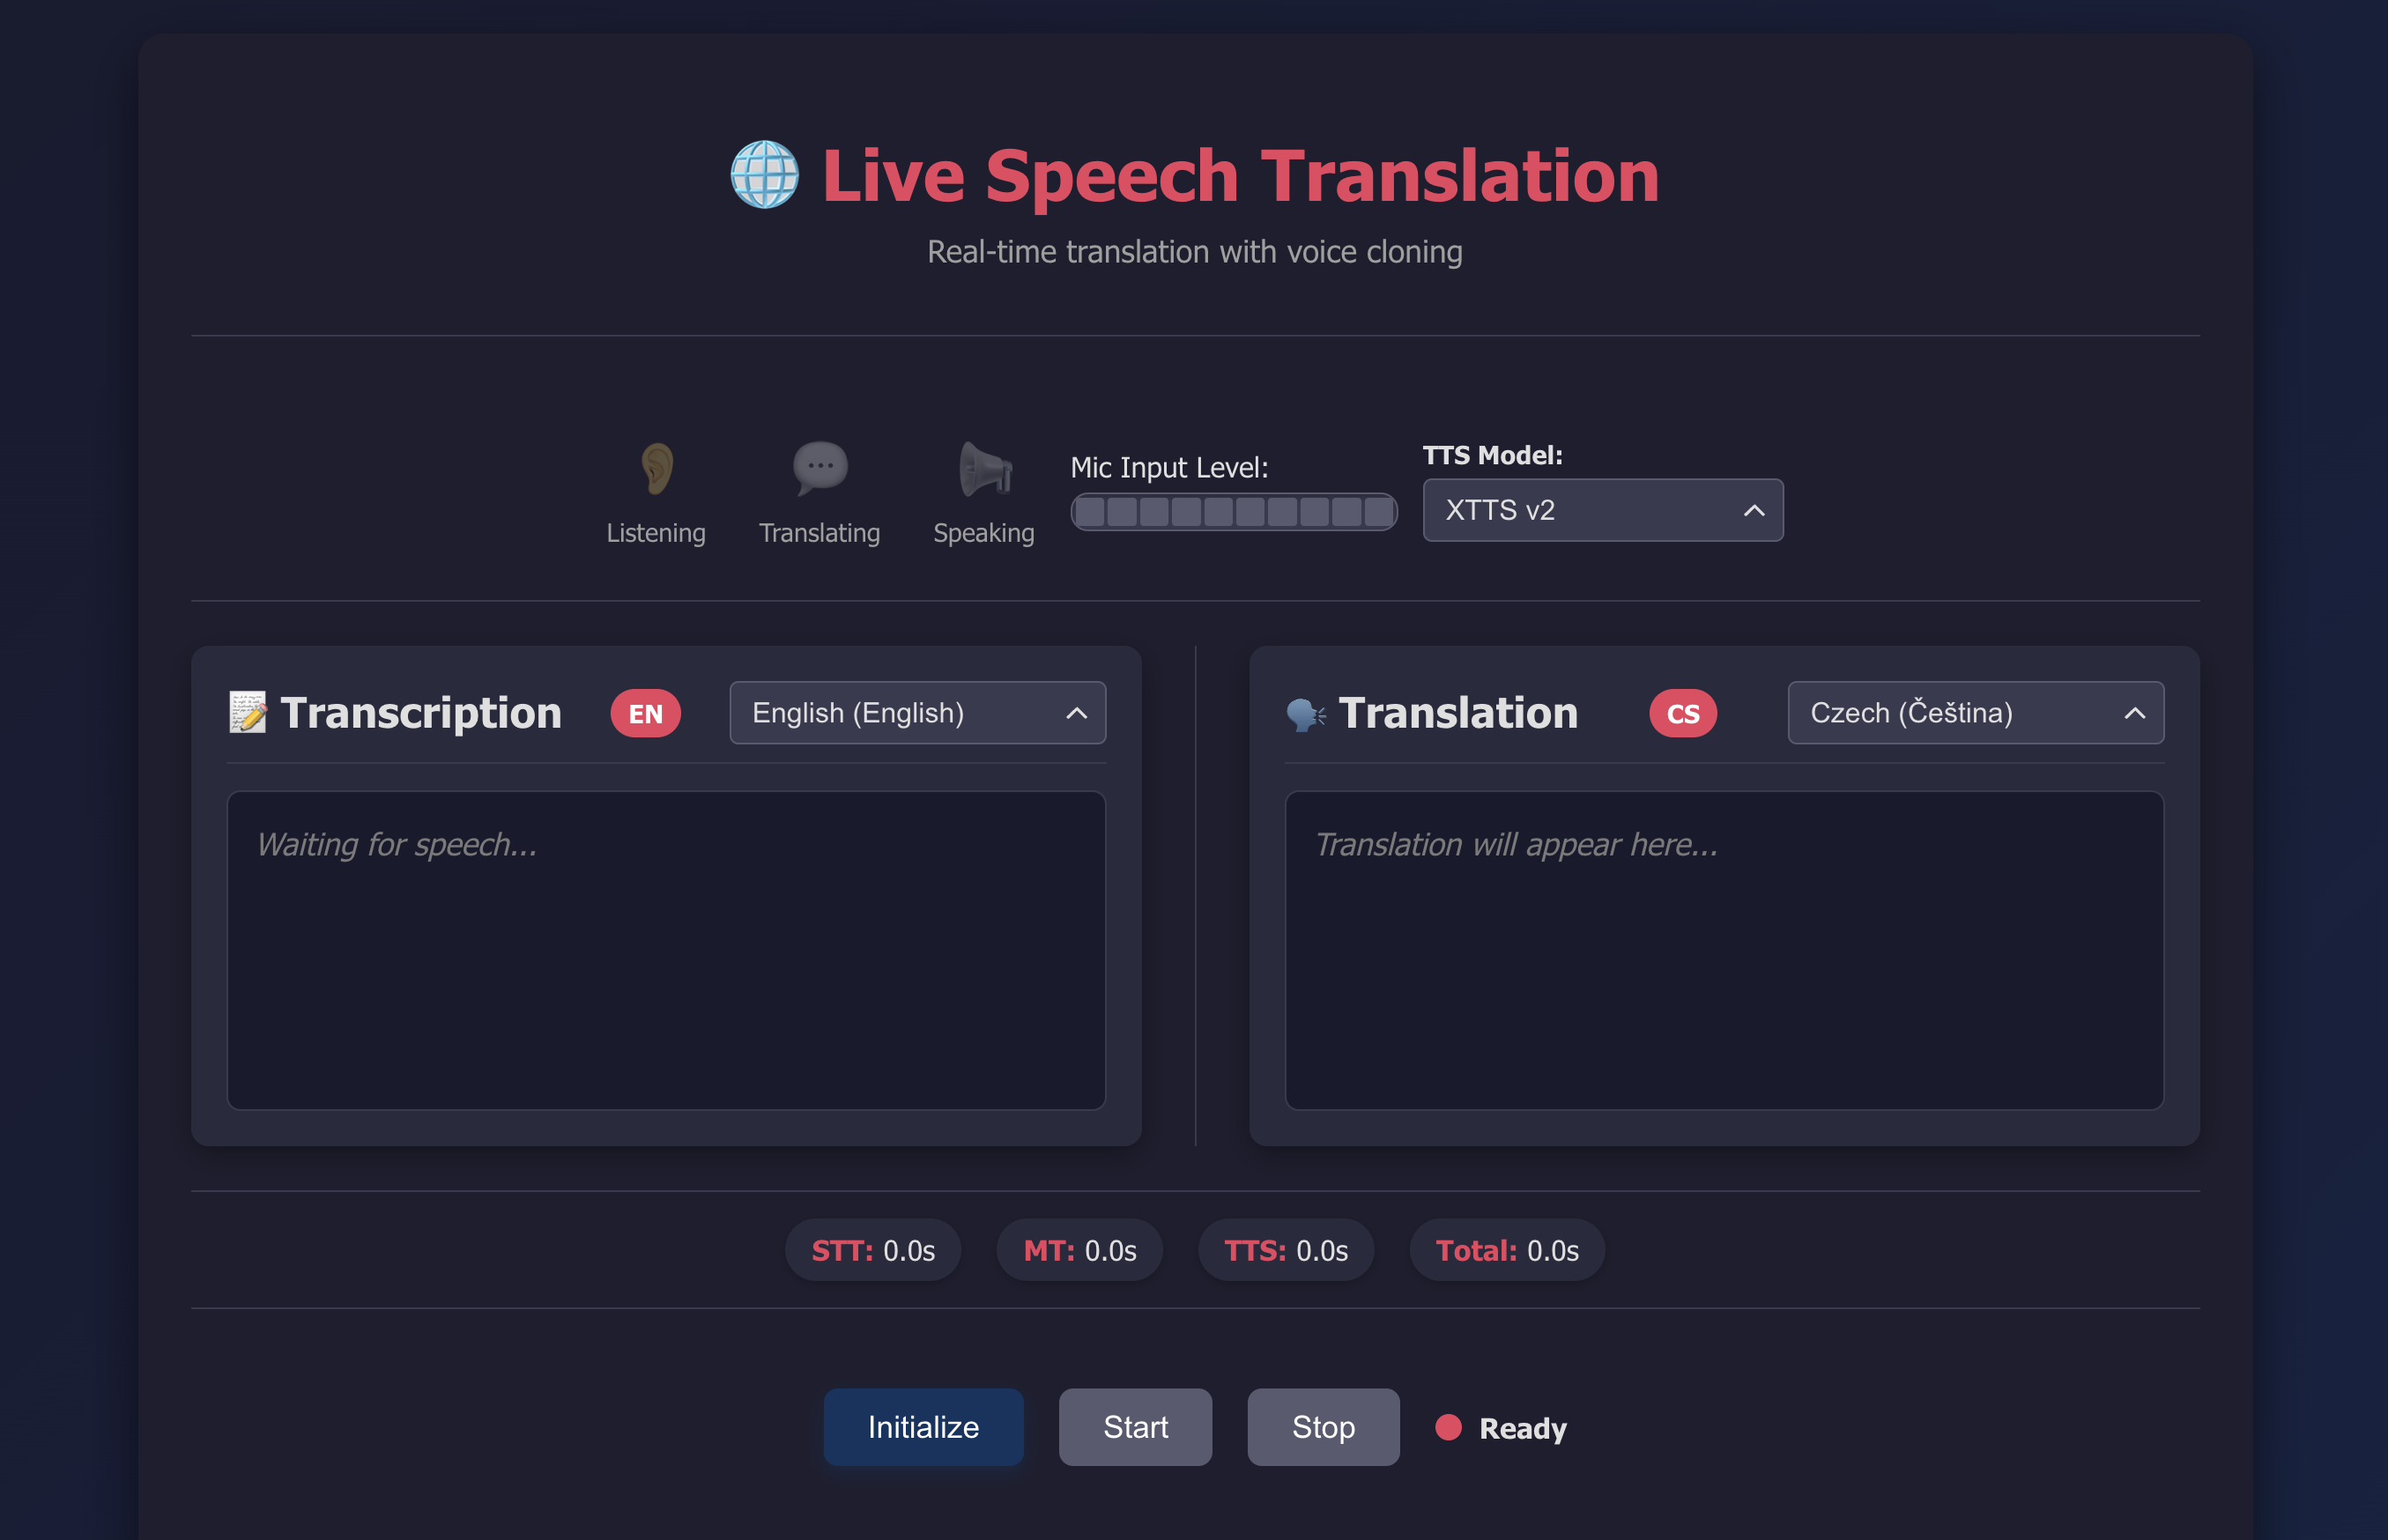 Live Speech Translation
Real-time translation with voice cloning
Listening
Translating
Speaking
Mic Input Level:
TTS Model:
XTTS v2
Transcription
EN
English (English)
Waiting for speech...
Translation
CS
Czech (Čeština)
Translation will appear here...
STT: 0.0s
MT: 0.0s
TTS: 0.0s
Total: 0.0s
Initialize
Start
Stop
Ready